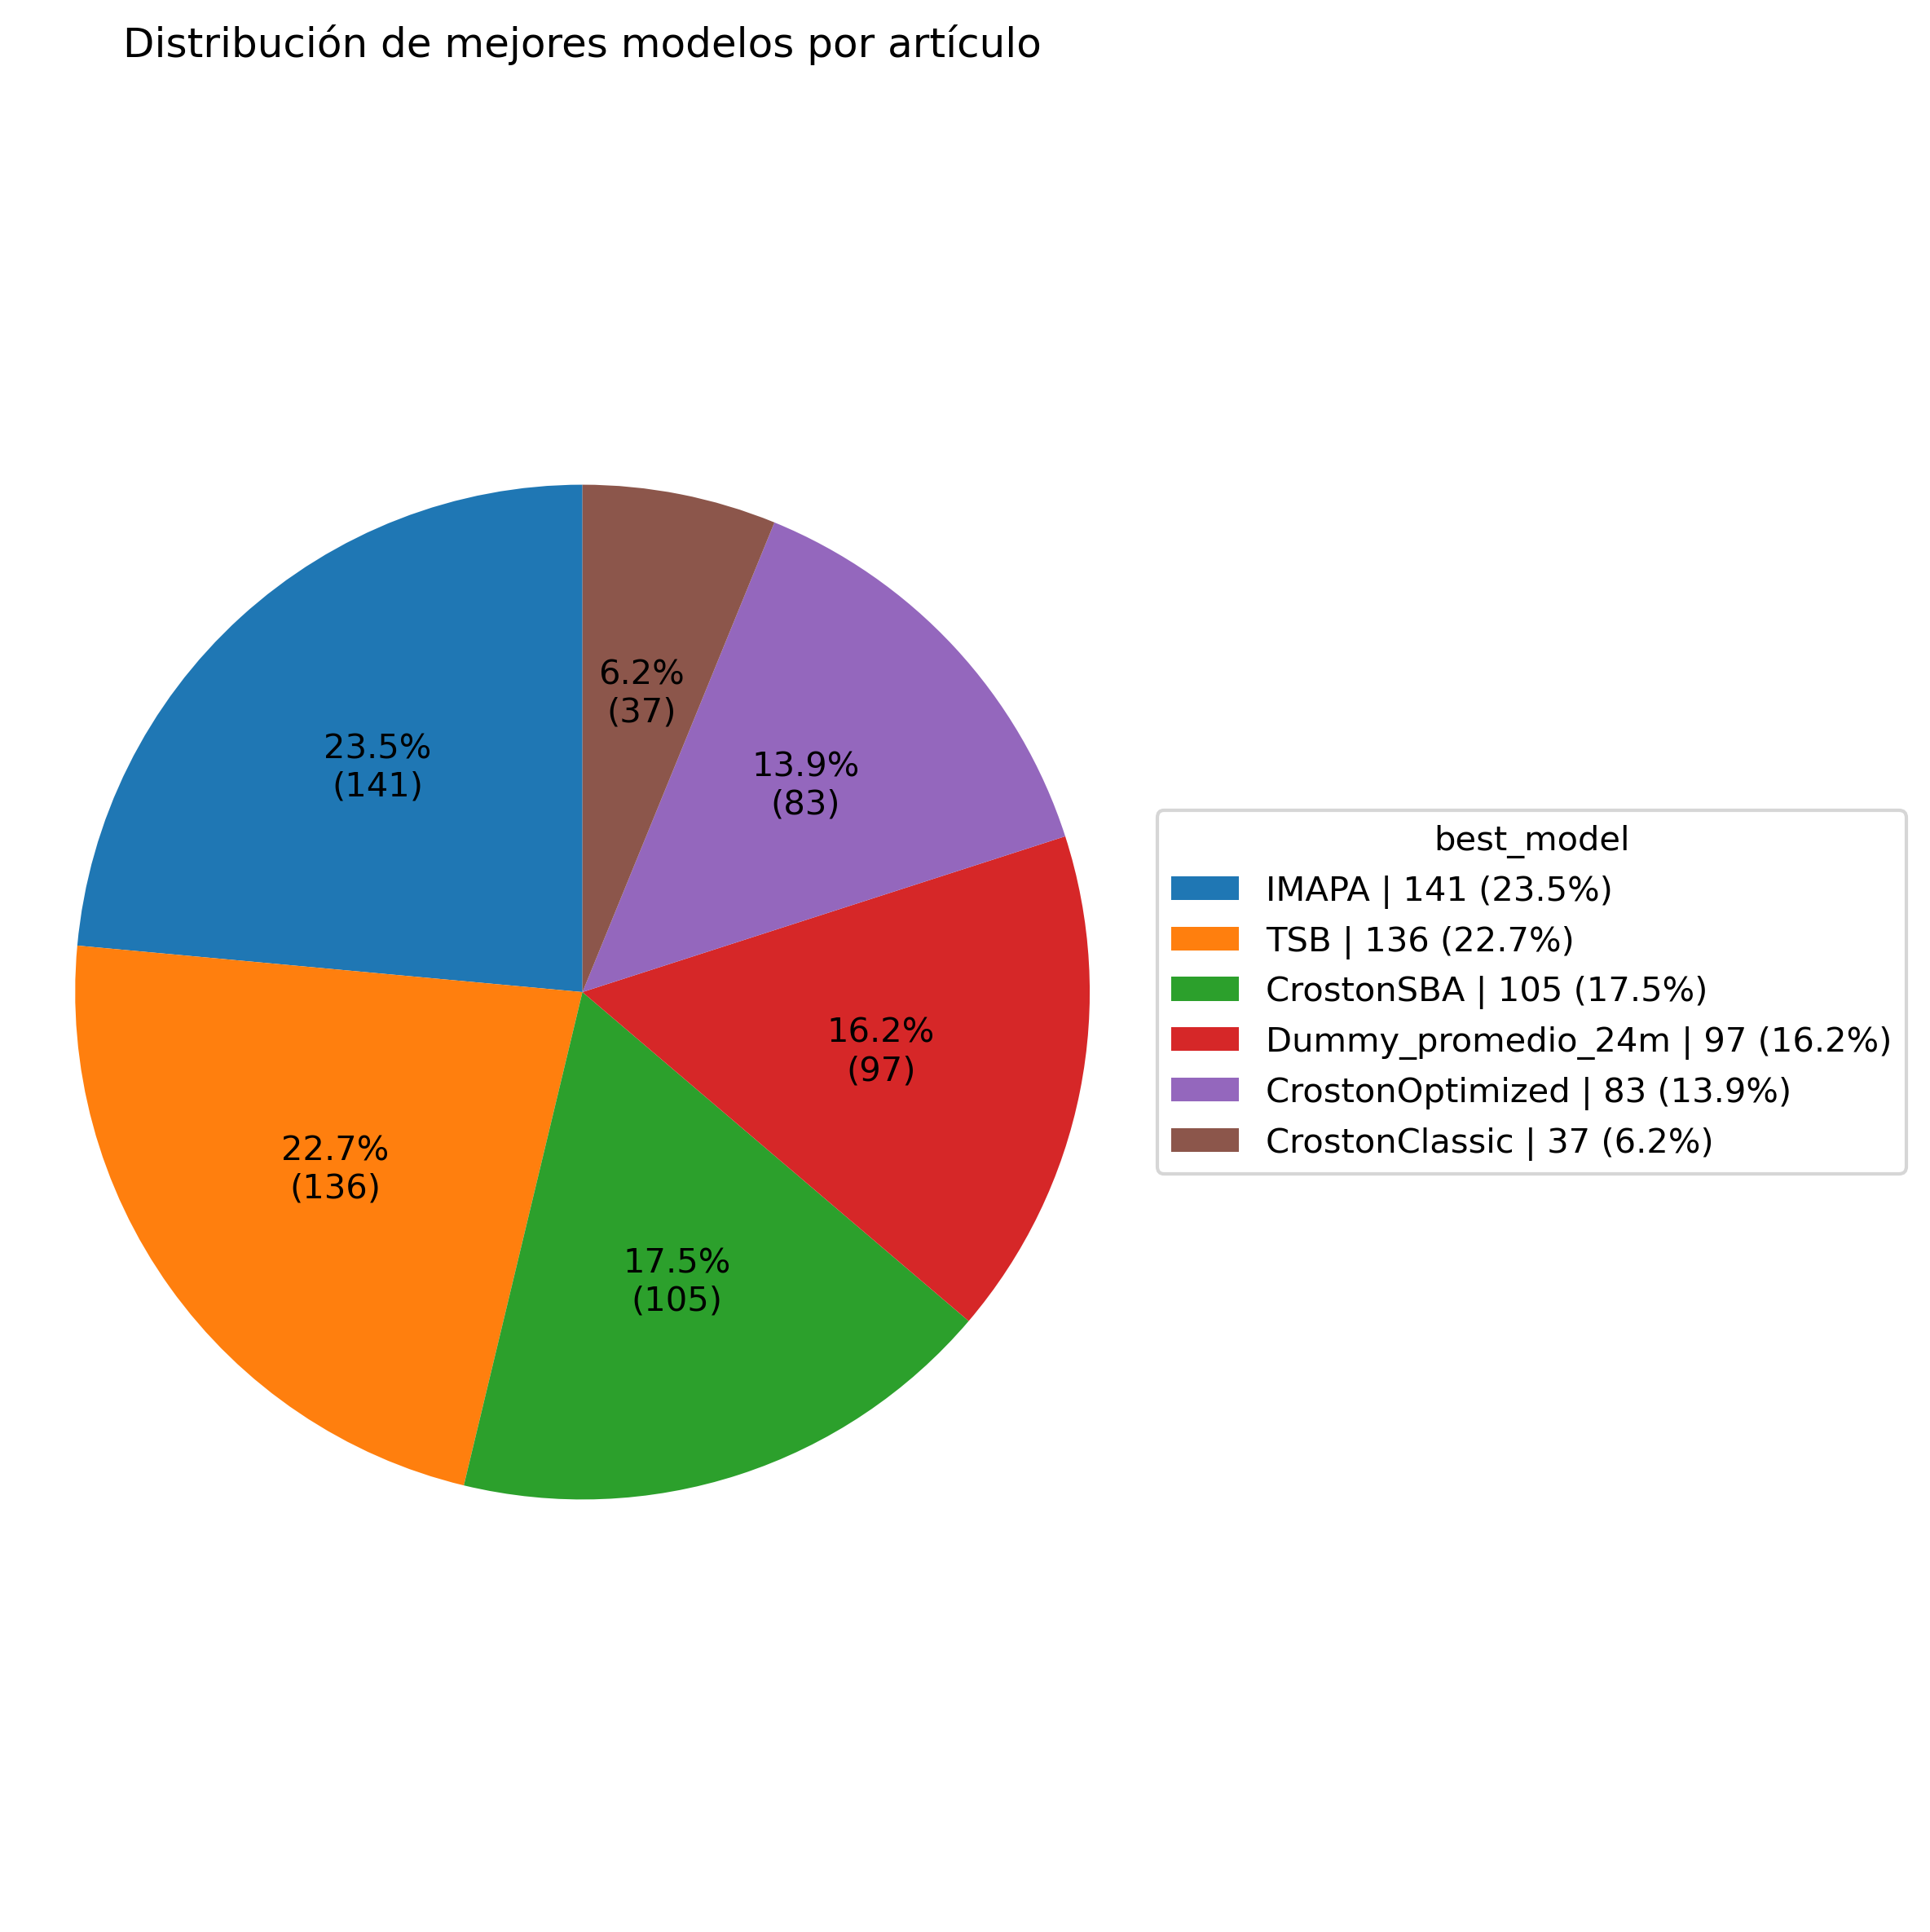 Distribución de mejores modelos por artículo
6.2%
(37)
23.5%
(141)
13.9%
(83)
16.2%
(97)
22.7%
(136)
17.5%
(105)
best_model
IMAPA | 141 (23.5%)
TSB | 136 (22.7%)
CrostonSBA | 105 (17.5%)
Dummy_promedio_24m | 97 (16.2%)
CrostonOptimized | 83 (13.9%)
CrostonClassic | 37 (6.2%)